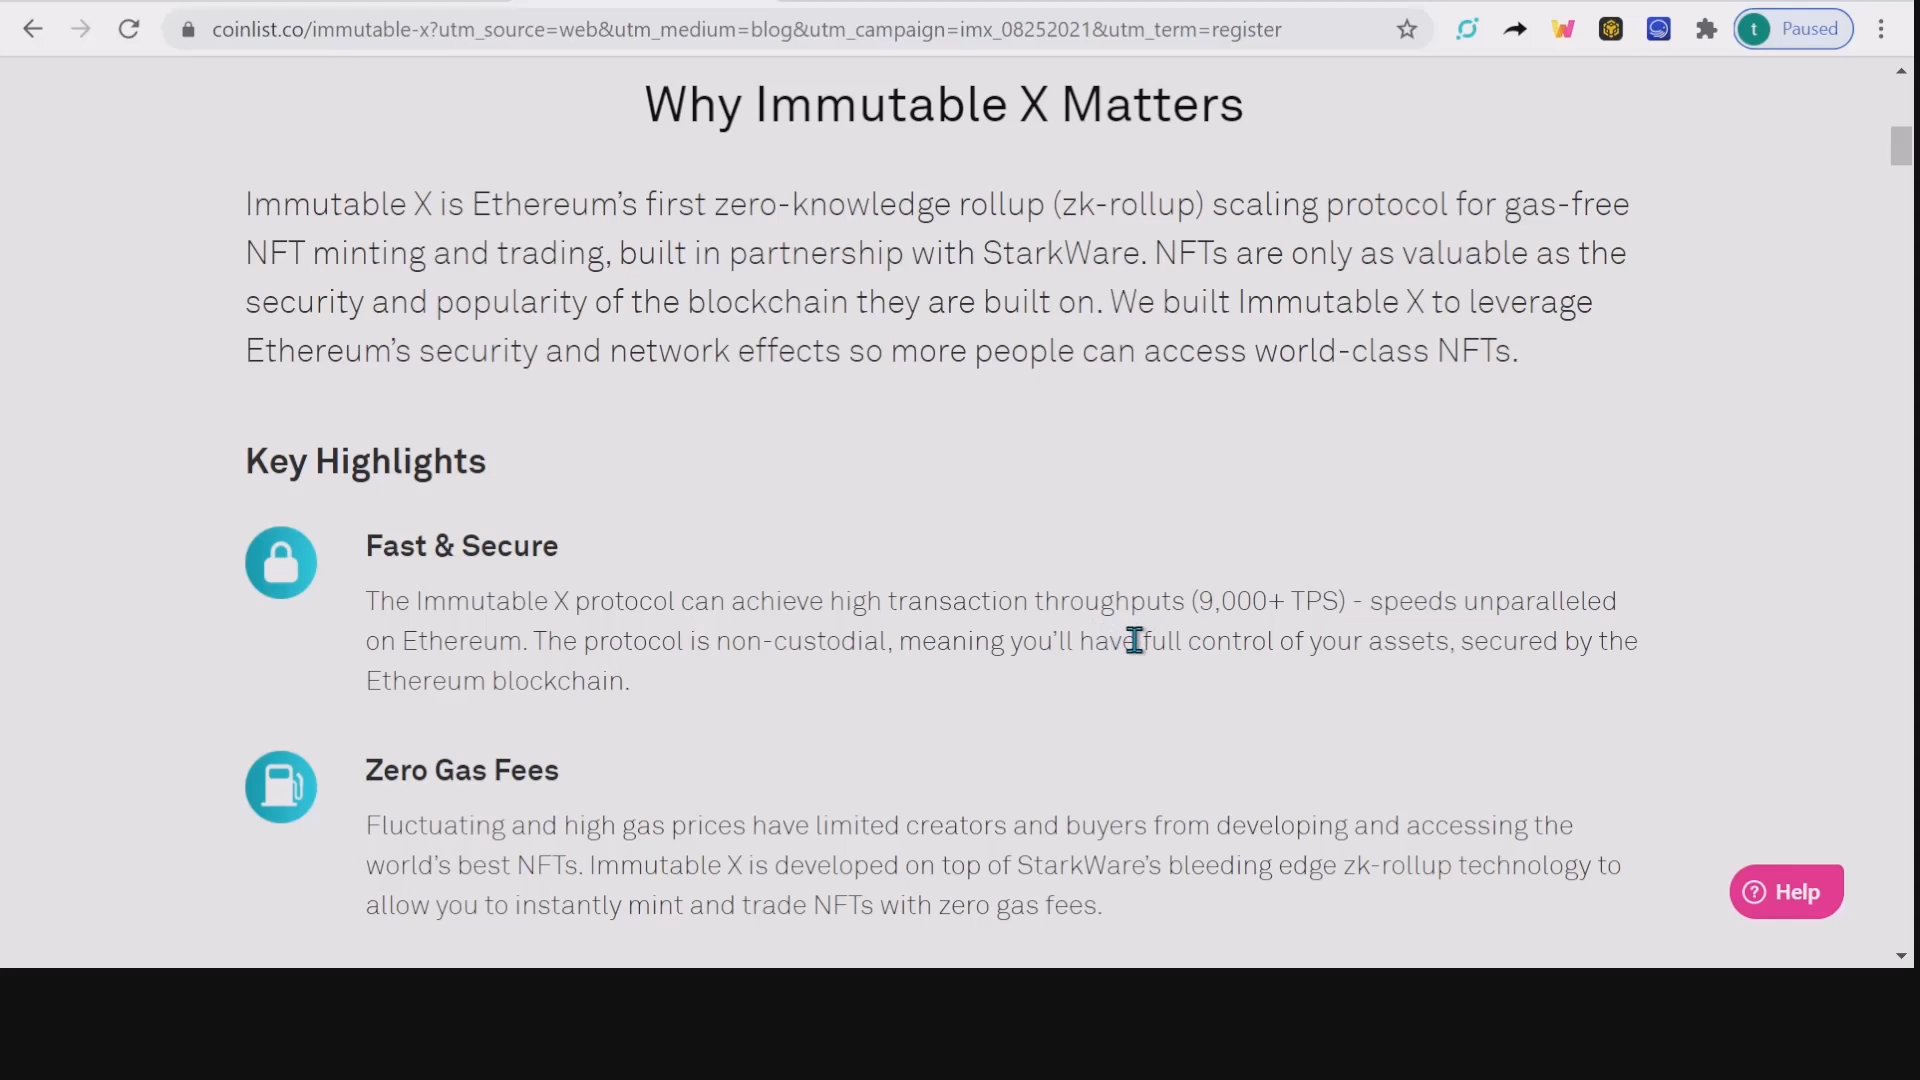 coinlist.co/immutable-x?utm_source=web&utm_medium=blog&utm_campaign=imx_08252021&utm_term=register
t Paused
Why Immutable X Matters
Immutable X is Ethereum’s first zero-knowledge rollup (zk-rollup) scaling protocol for gas-free
NFT minting and trading, built in partnership with StarkWare. NFTs are only as valuable as the
security and popularity of the blockchain they are built on. We built Immutable X to leverage
Ethereum’s security and network effects so more people can access world-class NFTs.
Key Highlights
Fast & Secure
The Immutable X protocol can achieve high transaction throughputs (9,000+ TPS) - speeds unparalleled
on Ethereum. The protocol is non-custodial, meaning you’ll have full control of your assets, secured by the
Ethereum blockchain.
Zero Gas Fees
Fluctuating and high gas prices have limited creators and buyers from developing and accessing the
world’s best NFTs. Immutable X is developed on top of StarkWare’s bleeding edge zk-rollup technology to
allow you to instantly mint and trade NFTs with zero gas fees.
Help